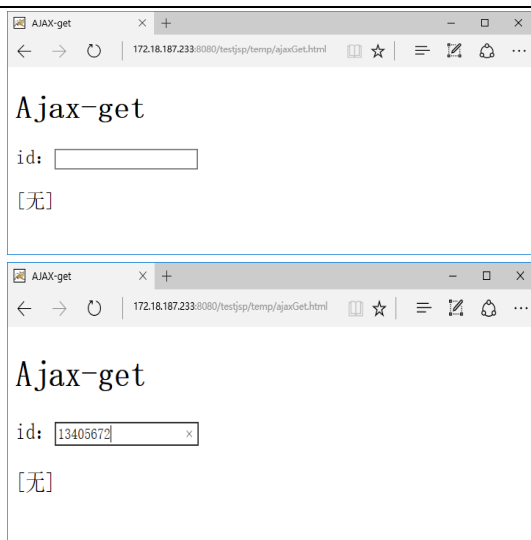 AJAX-get
172.18.187.233:8080/testjsp/temp/ajaxGet.html
Ajax-get
id:
[无]
AJAX-get
172.18.187.233:8080/testjsp/temp/ajaxGet.html
Ajax-get
id: 13405672
[无]